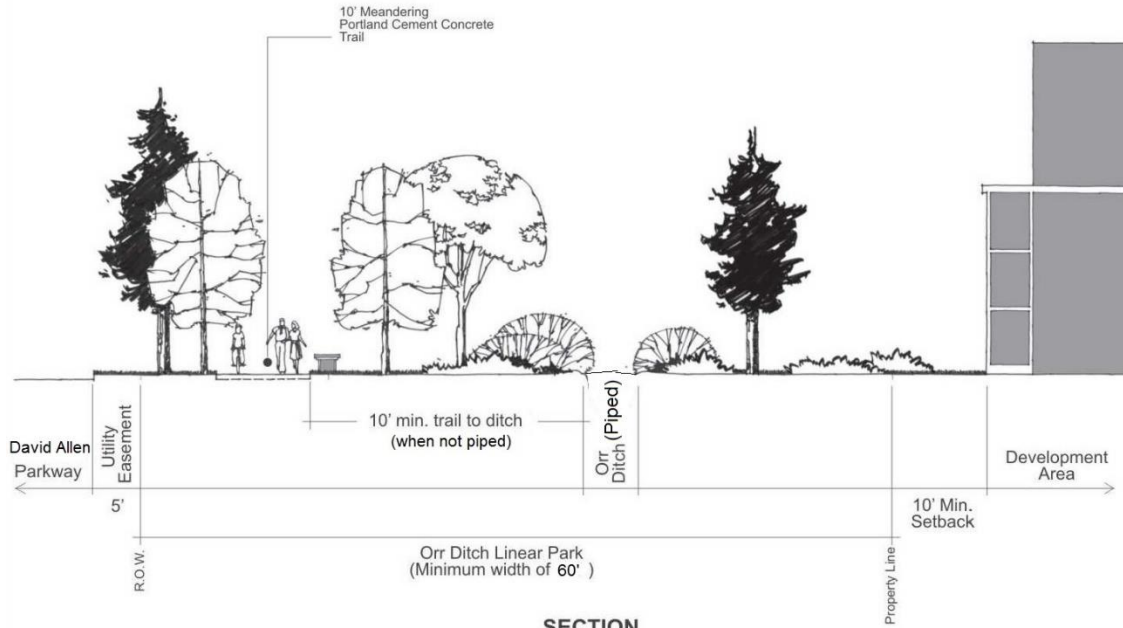 10' Meandering
Portland Cement Concrete
Trail
10' min. trail to ditch
(when not piped)
David Allen
Parkway
Utility
Easement
Orr
Ditch (Piped)
Development
Area
5'
10' Min.
Setback
R.O.W.
Orr Ditch Linear Park
(Minimum width of 60' )
Property Line
SECTION